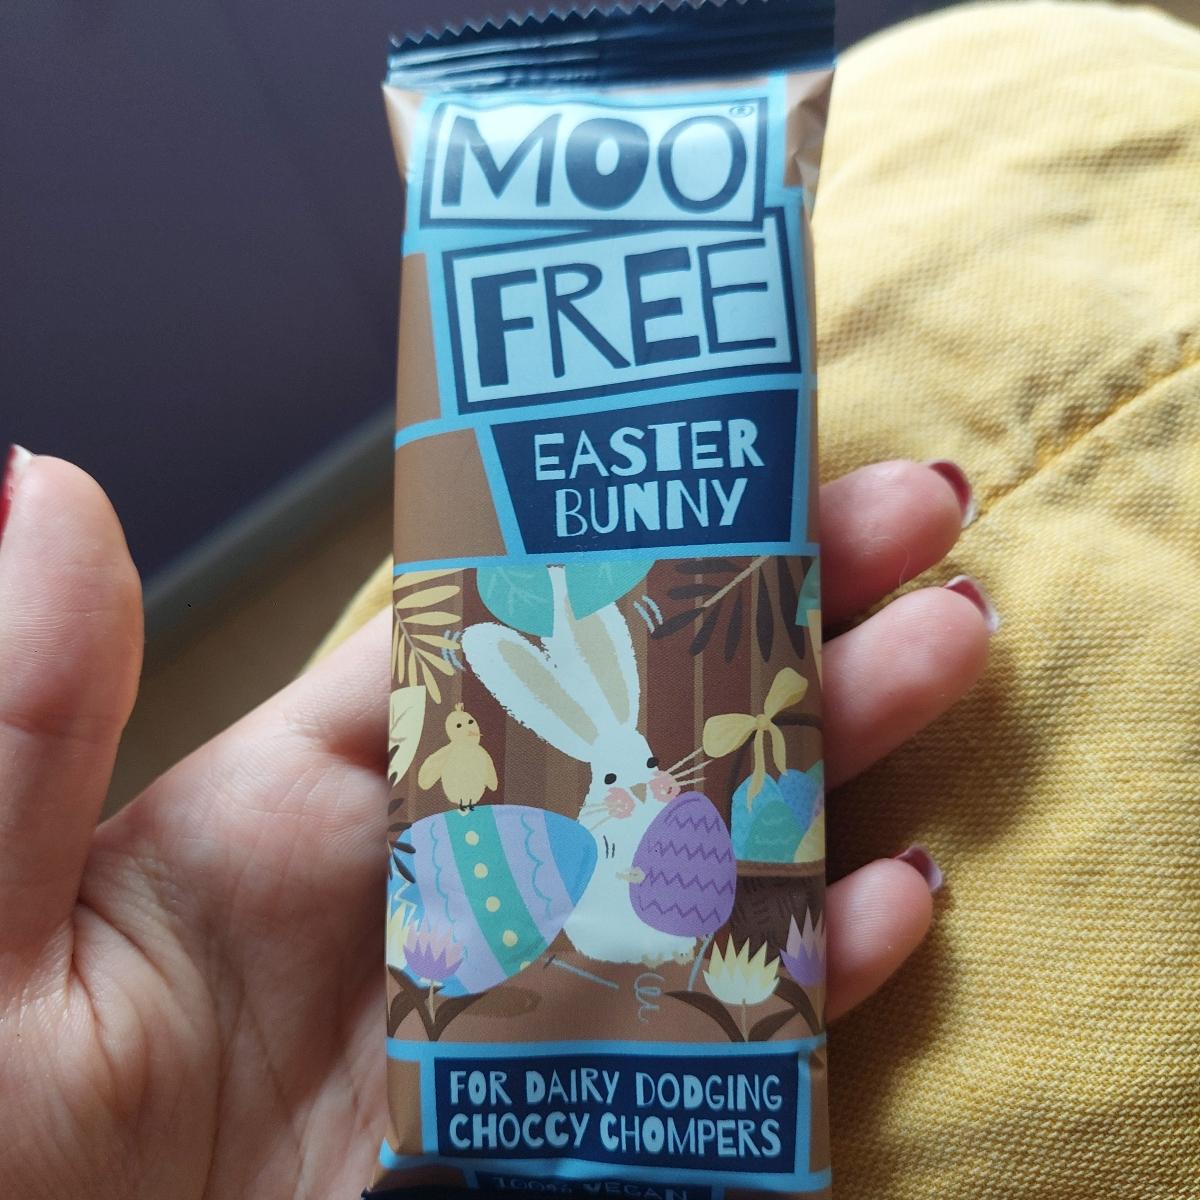 MOO®
FREE
EASTER
BUNNY
FOR DAIRY DODGING
CHOCCY CHOMPERS
100% VEGAN